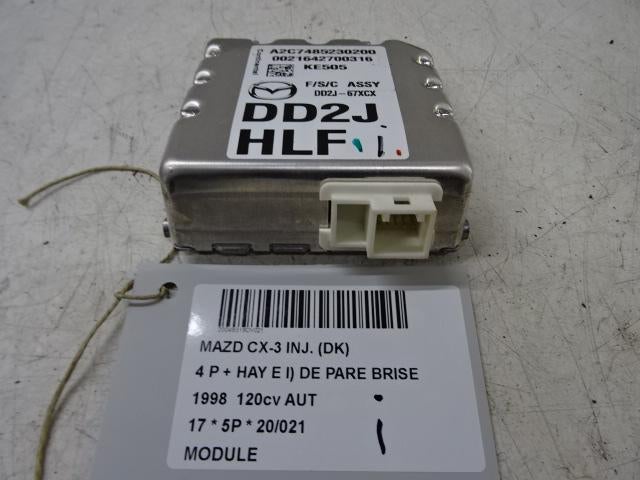 Continental
A2C7485230200
0021642700316
KE505
F/S/C ASSY
DD2J-67XCX
DD2J
HLF
MAZD CX-3 INJ. (DK)
4 P + HAY E I) DE PARE BRISE
1998 120cv AUT
17 * 5P * 20/021
MODULE